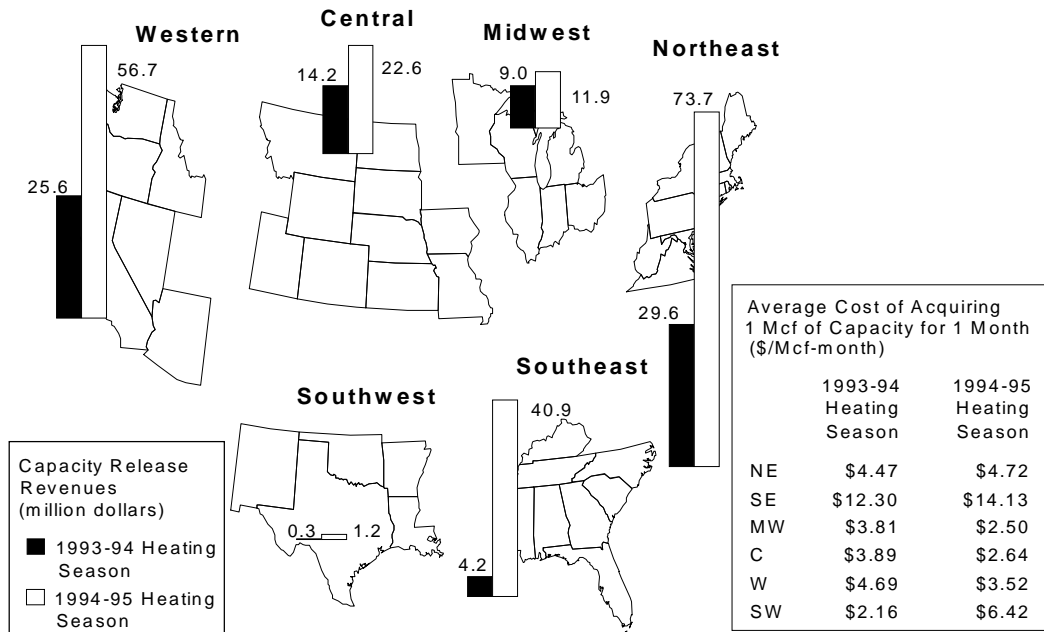 Central
Western
Midwest
Northeast
56.7
14.2
22.6
9.0
11.9
73.7
25.6
29.6
Southwest
Southeast
40.9
0.3
1.2
4.2
Capacity Release
Revenues
(million dollars)
1993-94 Heating
Season
1994-95 Heating
Season
Average Cost of Acquiring
1 Mcf of Capacity for 1 Month
($/Mcf-month)
1993-94 1994-95
Heating Heating
Season Season
NE $4.47 $4.72
SE $12.30 $14.13
MW $3.81 $2.50
C $3.89 $2.64
W $4.69 $3.52
SW $2.16 $6.42